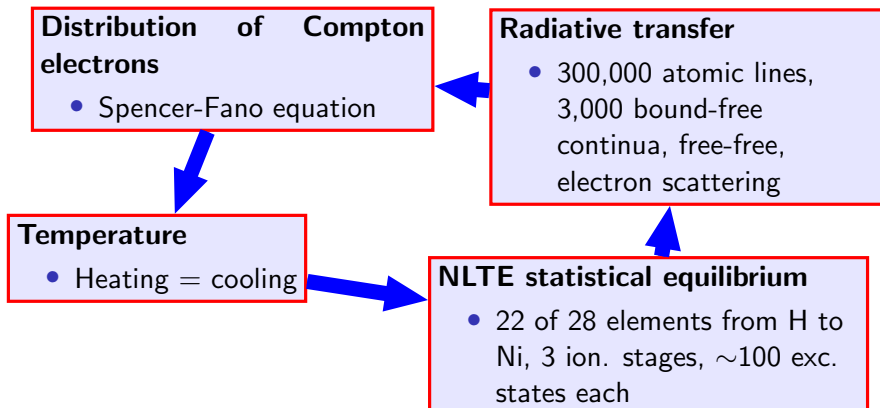 Distribution of Compton
electrons
• Spencer-Fano equation
Radiative transfer
• 300,000 atomic lines,
3,000 bound-free
continua, free-free,
electron scattering
Temperature
• Heating = cooling
NLTE statistical equilibrium
• 22 of 28 elements from H to
Ni, 3 ion. stages, ∼100 exc.
states each